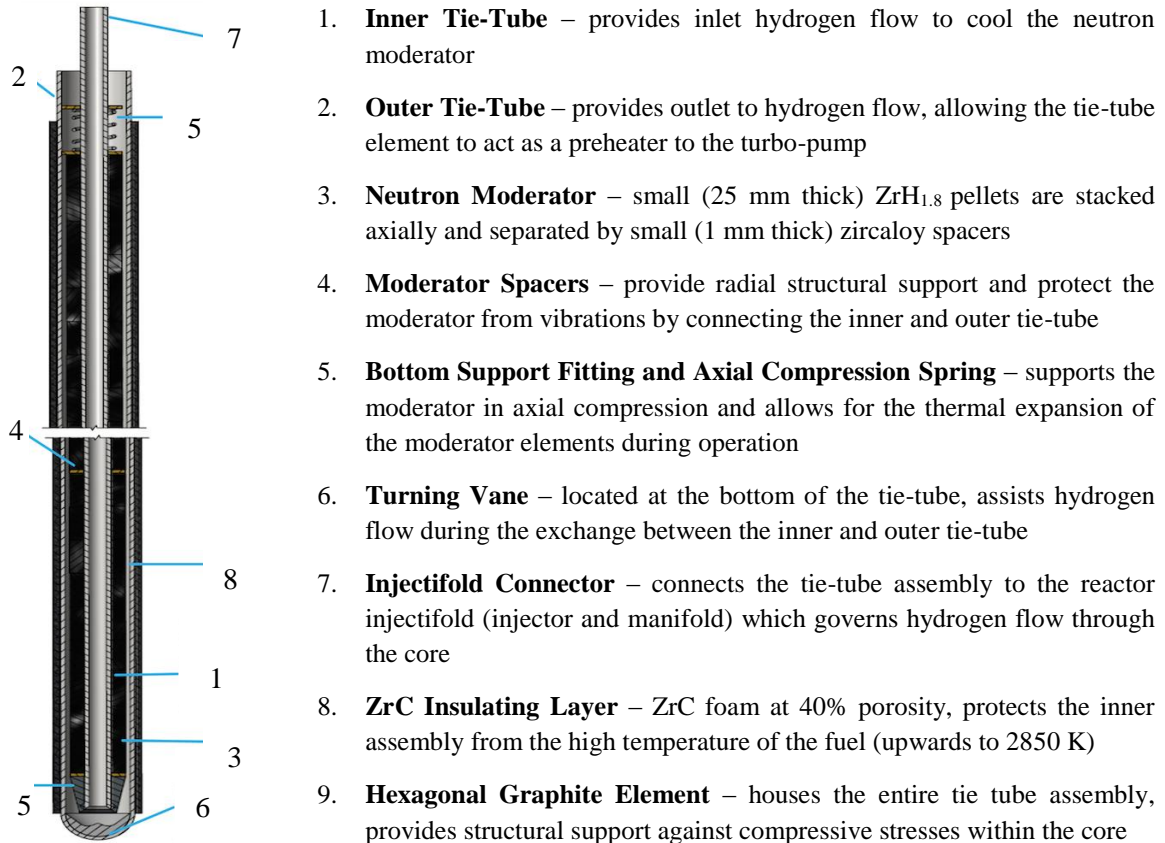 7
2
5
4
8
1
3
5
6
1. Inner Tie-Tube – provides inlet hydrogen flow to cool the neutron
moderator
2. Outer Tie-Tube – provides outlet to hydrogen flow, allowing the tie-tube
element to act as a preheater to the turbo-pump
3. Neutron Moderator – small (25 mm thick) ZrH1.8 pellets are stacked
axially and separated by small (1 mm thick) zircaloy spacers
4. Moderator Spacers – provide radial structural support and protect the
moderator from vibrations by connecting the inner and outer tie-tube
5. Bottom Support Fitting and Axial Compression Spring – supports the
moderator in axial compression and allows for the thermal expansion of
the moderator elements during operation
6. Turning Vane – located at the bottom of the tie-tube, assists hydrogen
flow during the exchange between the inner and outer tie-tube
7. Injectifold Connector – connects the tie-tube assembly to the reactor
injectifold (injector and manifold) which governs hydrogen flow through
the core
8. ZrC Insulating Layer – ZrC foam at 40% porosity, protects the inner
assembly from the high temperature of the fuel (upwards to 2850 K)
9. Hexagonal Graphite Element – houses the entire tie tube assembly,
provides structural support against compressive stresses within the core